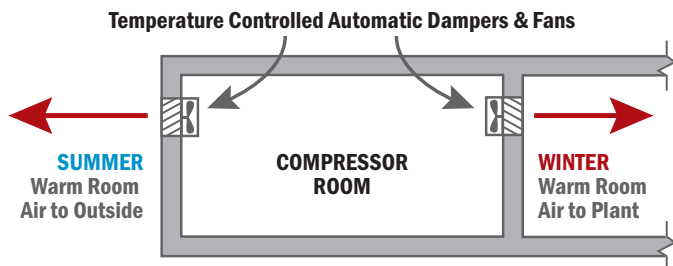 Temperature Controlled Automatic Dampers & Fans
SUMMER
Warm Room
Air to Outside
COMPRESSOR
ROOM
WINTER
Warm Room
Air to Plant